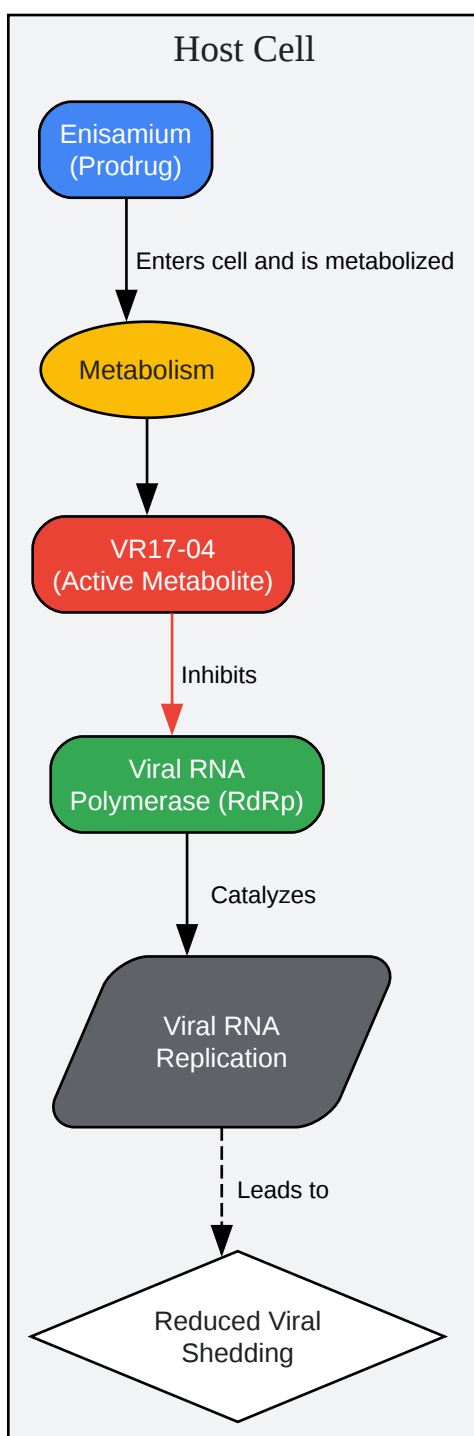 Host Cell
Enisamium
(Prodrug)
Enters cell and is metabolized
Metabolism
VR17-04
(Active Metabolite)
Inhibits
Viral RNA
Polymerase (RdRp)
Catalyzes
Viral RNA
Replication
Leads to
Reduced Viral
Shedding